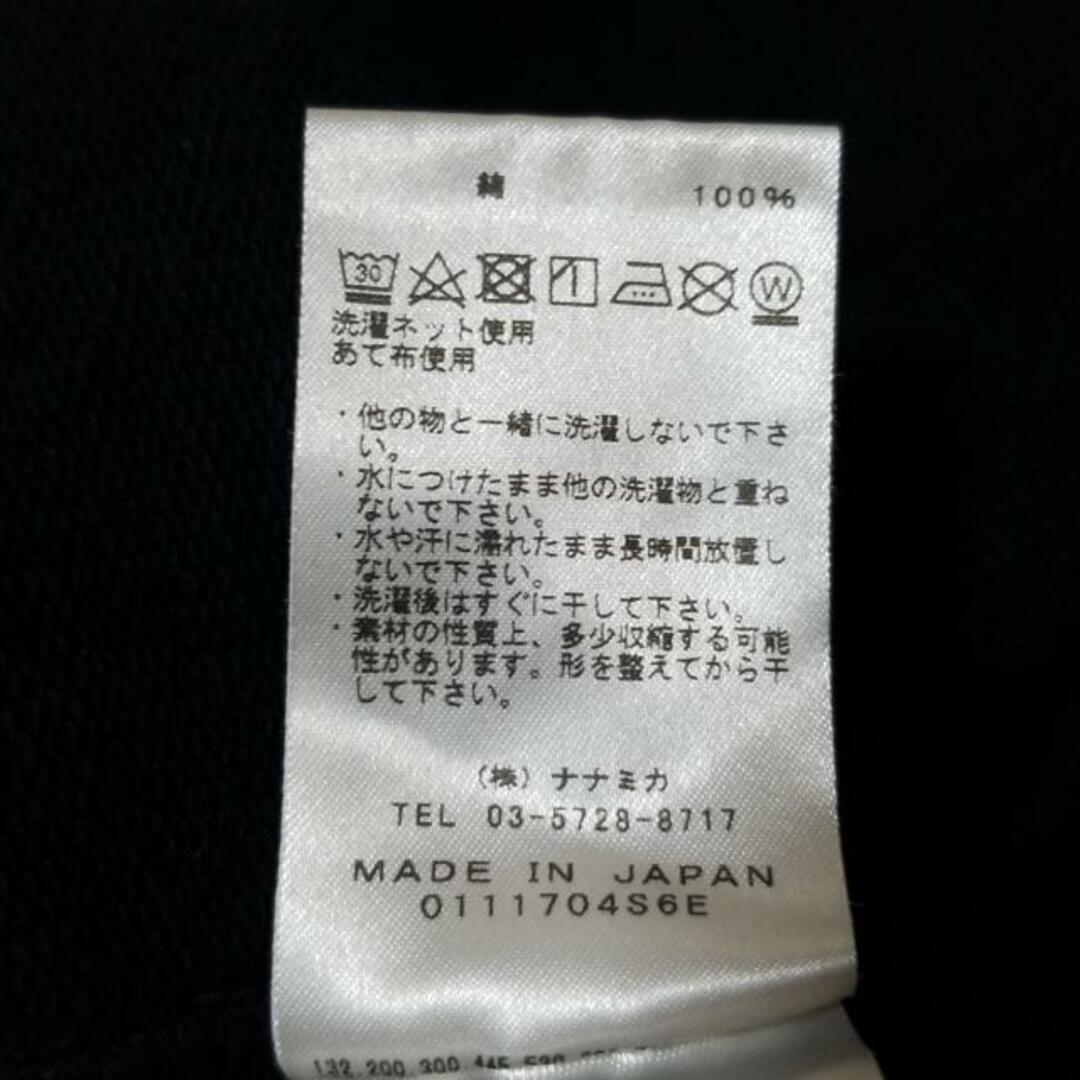 綿 100%
30 W
洗濯ネット使用
あて布使用
・他の物と一緒に洗濯しないで下さ
い。
・水につけたまま他の洗濯物と重ね
ないで下さい。
・水や汗に濡れたまま長時間放置し
ないで下さい。
・洗濯後はすぐに干して下さい。
・素材の性質上、多少収縮する可能
性があります。形を整えてから干
して下さい。
(株) ナナミカ
TEL 03-5728-8717
MADE IN JAPAN
0111704S6E
132.200.300.445.530